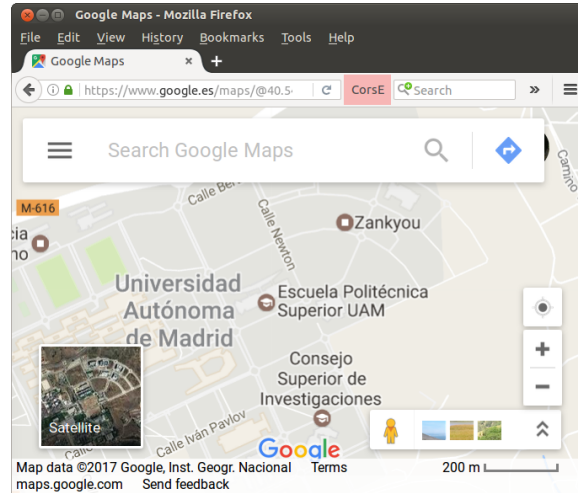 Google Maps - Mozilla Firefox
File Edit View History Bookmarks Tools Help
Google Maps
https://www.google.es/maps/@40.5
CorsE
Search
Search Google Maps
Camino
M-616
Calle Newton
Zankyou
Universidad
Autónoma
de Madrid
Escuela Politécnica
Superior UAM
Consejo
Superior de
Investigaciones
Satellite
Calle Iván Pavlov
Google
Map data ©2017 Google, Inst. Geogr. Nacional Terms 200 m
maps.google.com Send feedback